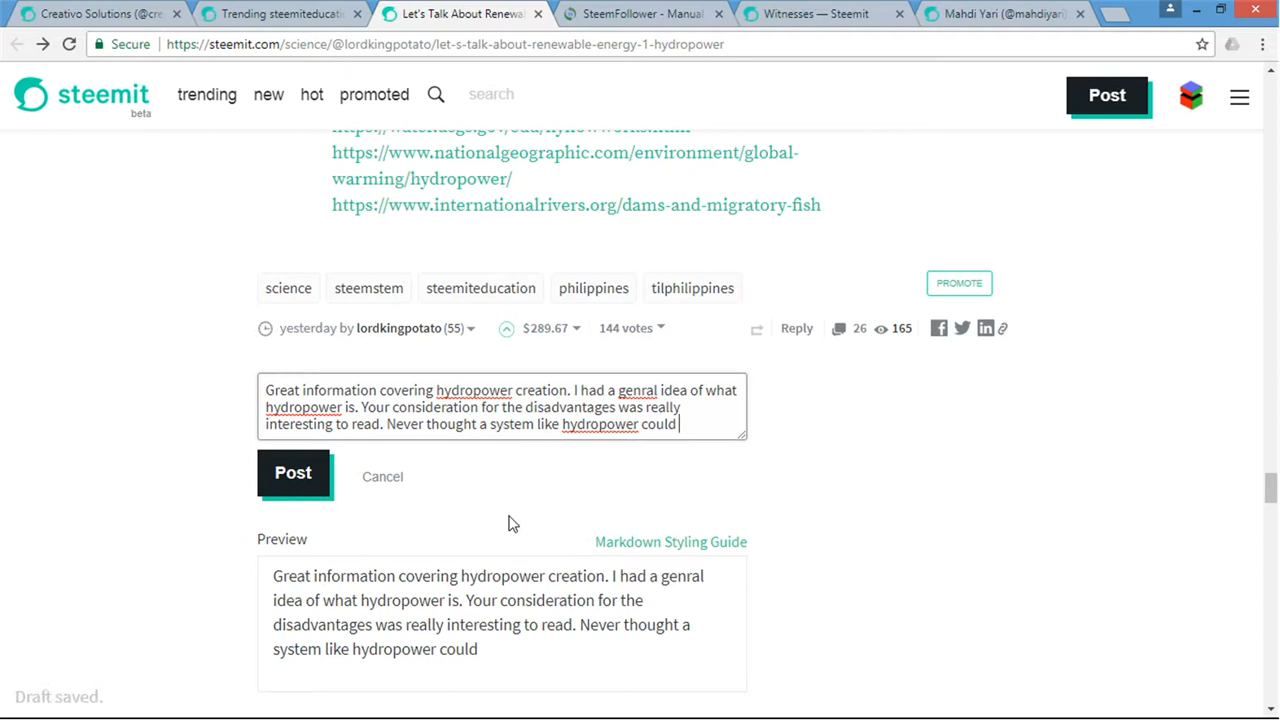 Creativo Solutions (@cre
Trending steemiteducati
Let's Talk About Renewa
SteemFollower - Manual
Witnesses — Steemit
Mahdi Yari (@mahdiyari)
Secure
https://steemit.com/science/@lordkingpotato/let-s-talk-about-renewable-energy-1-hydropower
steemit
beta
trending
new
hot
promoted
search
Post
https://www.nationalgeographic.com/environment/global-
warming/hydropower/
https://www.internationalrivers.org/dams-and-migratory-fish
science
steemstem
steemiteducation
philippines
tilphilippines
PROMOTE
yesterday by lordkingpotato (55)
$289.67
144 votes
Reply
26
165
Great information covering hydropower creation. I had a genral idea of what
hydropower is. Your consideration for the disadvantages was really
interesting to read. Never thought a system like hydropower could
Post
Cancel
Preview
Markdown Styling Guide
Great information covering hydropower creation. I had a genral
idea of what hydropower is. Your consideration for the
disadvantages was really interesting to read. Never thought a
system like hydropower could
Draft saved.